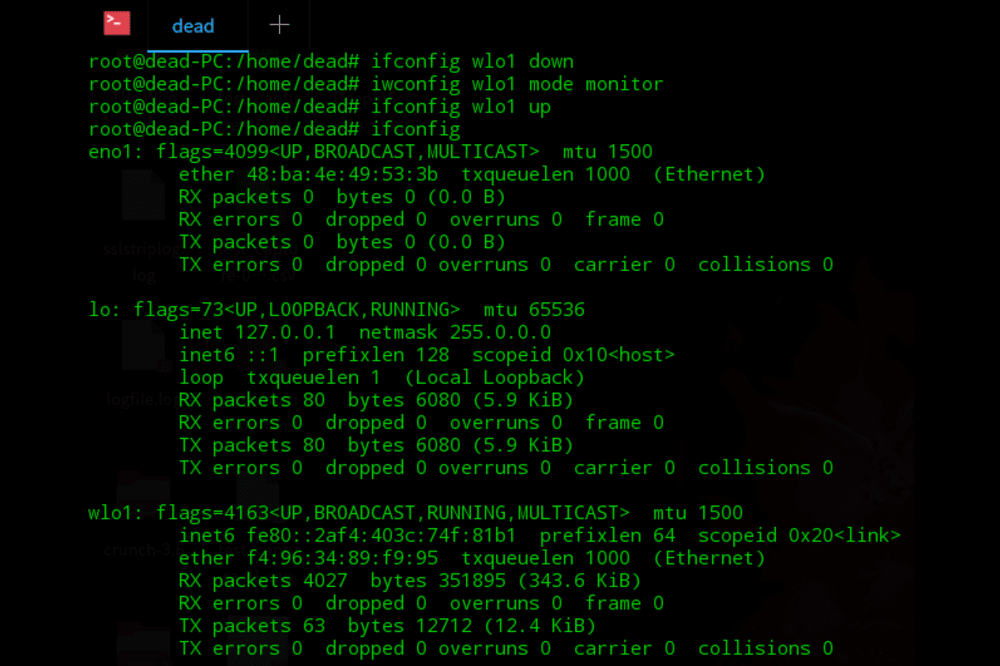 dead
root@dead-PC:/home/dead# ifconfig wlo1 down
root@dead-PC:/home/dead# iwconfig wlo1 mode monitor
root@dead-PC:/home/dead# ifconfig wlo1 up
root@dead-PC:/home/dead# ifconfig
eno1: flags=4099<UP,BROADCAST,MULTICAST>  mtu 1500
        ether 48:ba:4e:49:53:3b  txqueuelen 1000  (Ethernet)
        RX packets 0  bytes 0 (0.0 B)
        RX errors 0  dropped 0  overruns 0  frame 0
        TX packets 0  bytes 0 (0.0 B)
        TX errors 0  dropped 0 overruns 0  carrier 0  collisions 0
lo: flags=73<UP,LOOPBACK,RUNNING>  mtu 65536
        inet 127.0.0.1  netmask 255.0.0.0
        inet6 ::1  prefixlen 128  scopeid 0x10<host>
        loop  txqueuelen 1  (Local Loopback)
        RX packets 80  bytes 6080 (5.9 KiB)
        RX errors 0  dropped 0  overruns 0  frame 0
        TX packets 80  bytes 6080 (5.9 KiB)
        TX errors 0  dropped 0 overruns 0  carrier 0  collisions 0
wlo1: flags=4163<UP,BROADCAST,RUNNING,MULTICAST>  mtu 1500
        inet6 fe80::2af4:403c:74f:81b1  prefixlen 64  scopeid 0x20<link>
        ether f4:96:34:89:f9:95  txqueuelen 1000  (Ethernet)
        RX packets 4027  bytes 351895 (343.6 KiB)
        RX errors 0  dropped 0  overruns 0  frame 0
        TX packets 63  bytes 12712 (12.4 KiB)
        TX errors 0  dropped 0 overruns 0  carrier 0  collisions 0